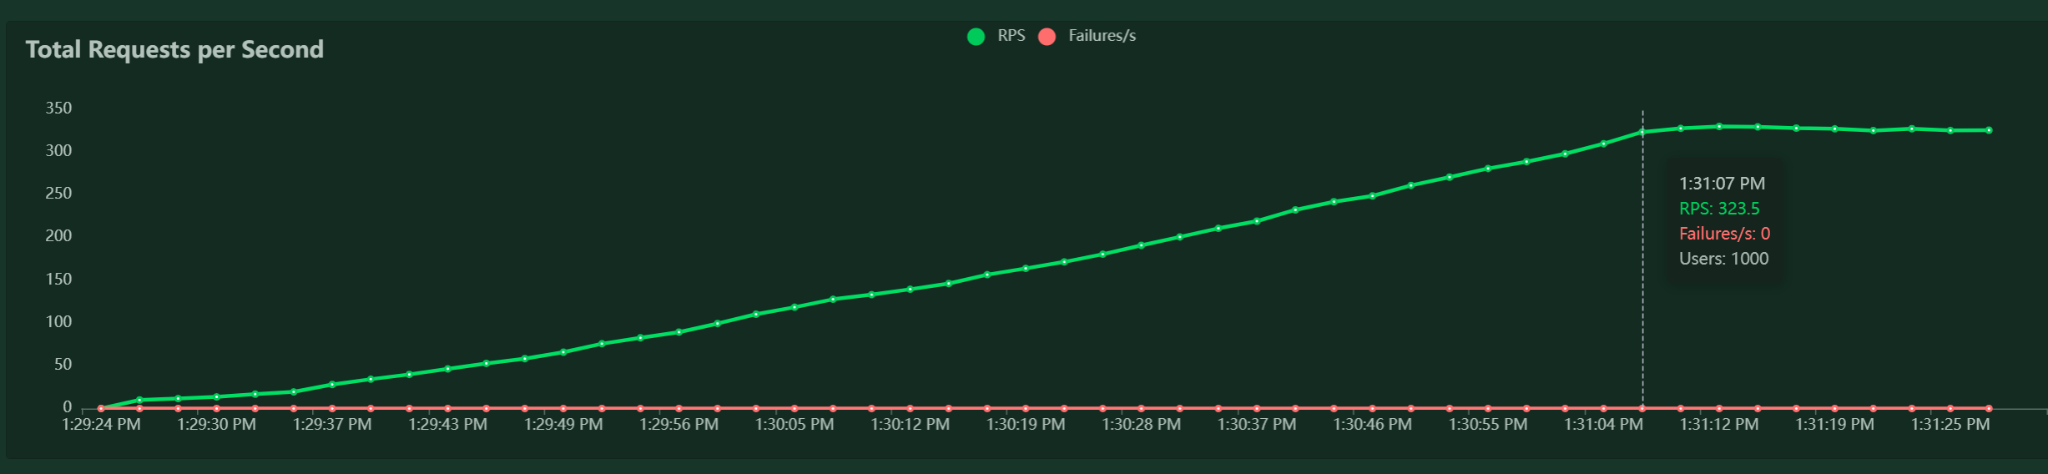 Total Requests per Second
RPS Failures/s
350
300
250
200
150
100
50
0
1:29:24 PM 1:29:30 PM 1:29:37 PM 1:29:43 PM 1:29:49 PM 1:29:56 PM 1:30:05 PM 1:30:12 PM 1:30:19 PM 1:30:28 PM 1:30:37 PM 1:30:46 PM 1:30:55 PM 1:31:04 PM 1:31:12 PM 1:31:19 PM 1:31:25 PM
1:31:07 PM
RPS: 323.5
Failures/s: 0
Users: 1000